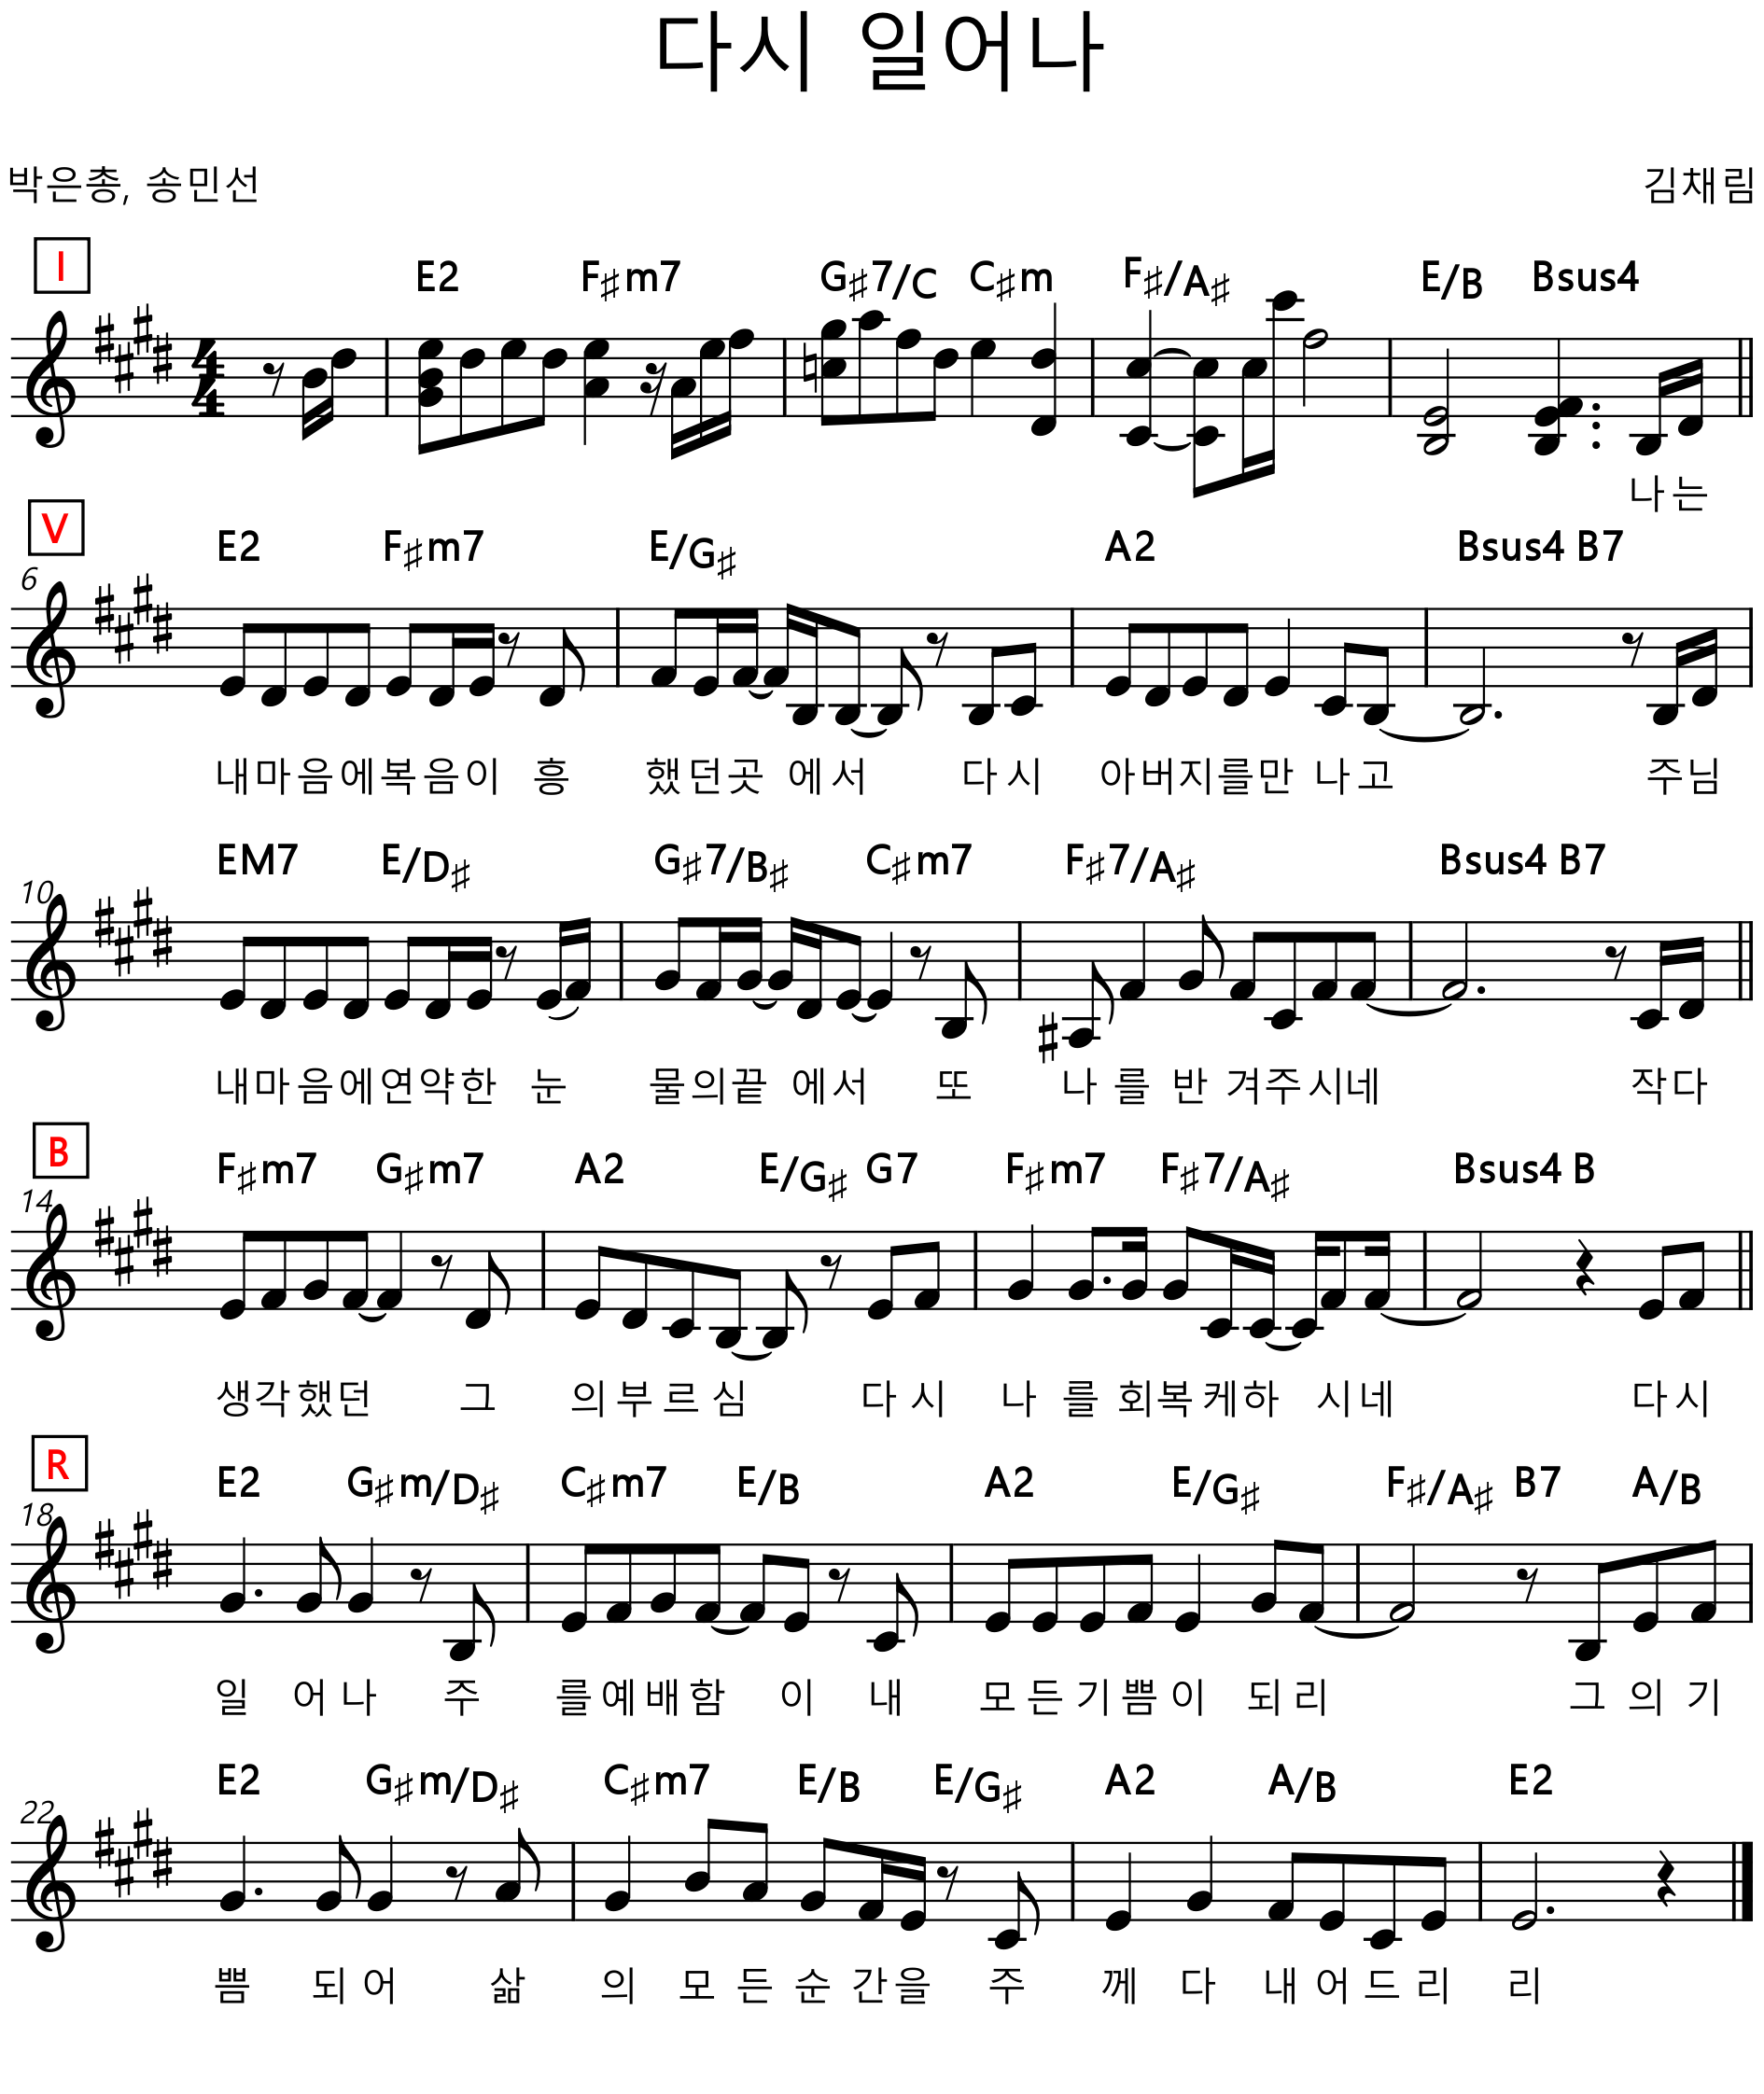 다시 일어나
박은총, 송민선 김채림
I
E2 F♯m7 G♯7/C C♯m F♯/A♯ E/B Bsus4
나는
V
E2 F♯m7 E/G♯ A2 Bsus4 B7
6
내마음에복음이 흥 했던곳 에서 다시 아버지를만 나고 주님
EM7 E/D♯ G♯7/B♯ C♯m7 F♯7/A♯ Bsus4 B7
10
내마음에연약한 눈 물의끝 에서 또 나 를 반 겨주시네 작다
B
F♯m7 G♯m7 A2 E/G♯ G7 F♯m7 F♯7/A♯ Bsus4 B
14
생각했던 그 의부르심 다시 나 를 회복케하 시네 다시
R
E2 G♯m/D♯ C♯m7 E/B A2 E/G♯ F♯/A♯ B7 A/B
18
일 어나 주 를예배함 이 내 모든기쁨이 되리 그의기
E2 G♯m/D♯ C♯m7 E/B E/G♯ A2 A/B E2
22
쁨 되어 삶 의 모든 순간을 주 께 다 내어드리 리